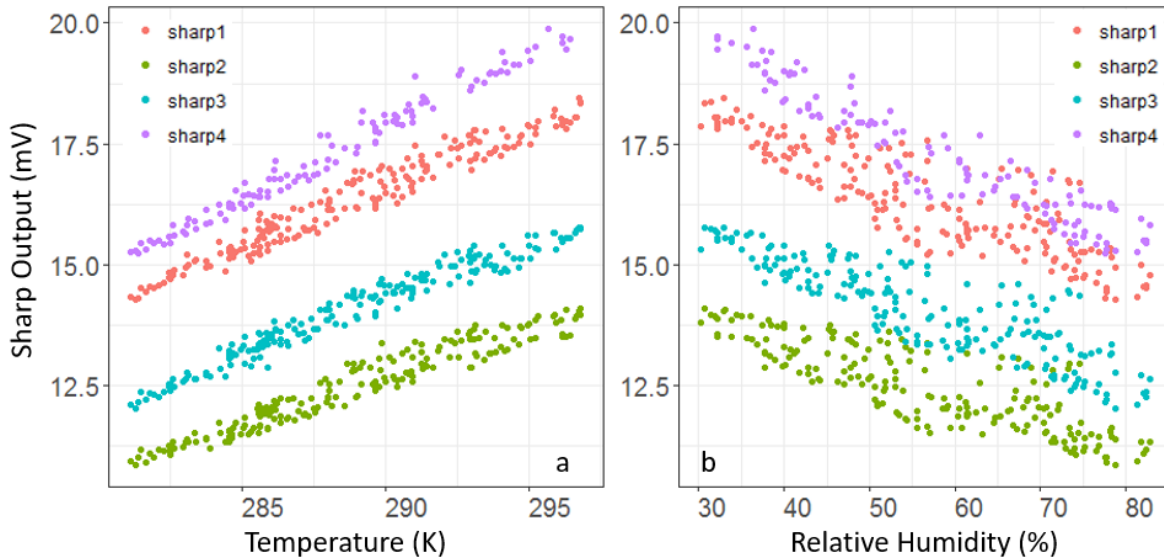 20.0
17.5
15.0
12.5
Sharp Output (mV)
sharp1
sharp2
sharp3
sharp4
a
285
290
295
Temperature (K)
20.0
17.5
15.0
12.5
sharp1
sharp2
sharp3
sharp4
b
30
40
50
60
70
80
Relative Humidity (%)